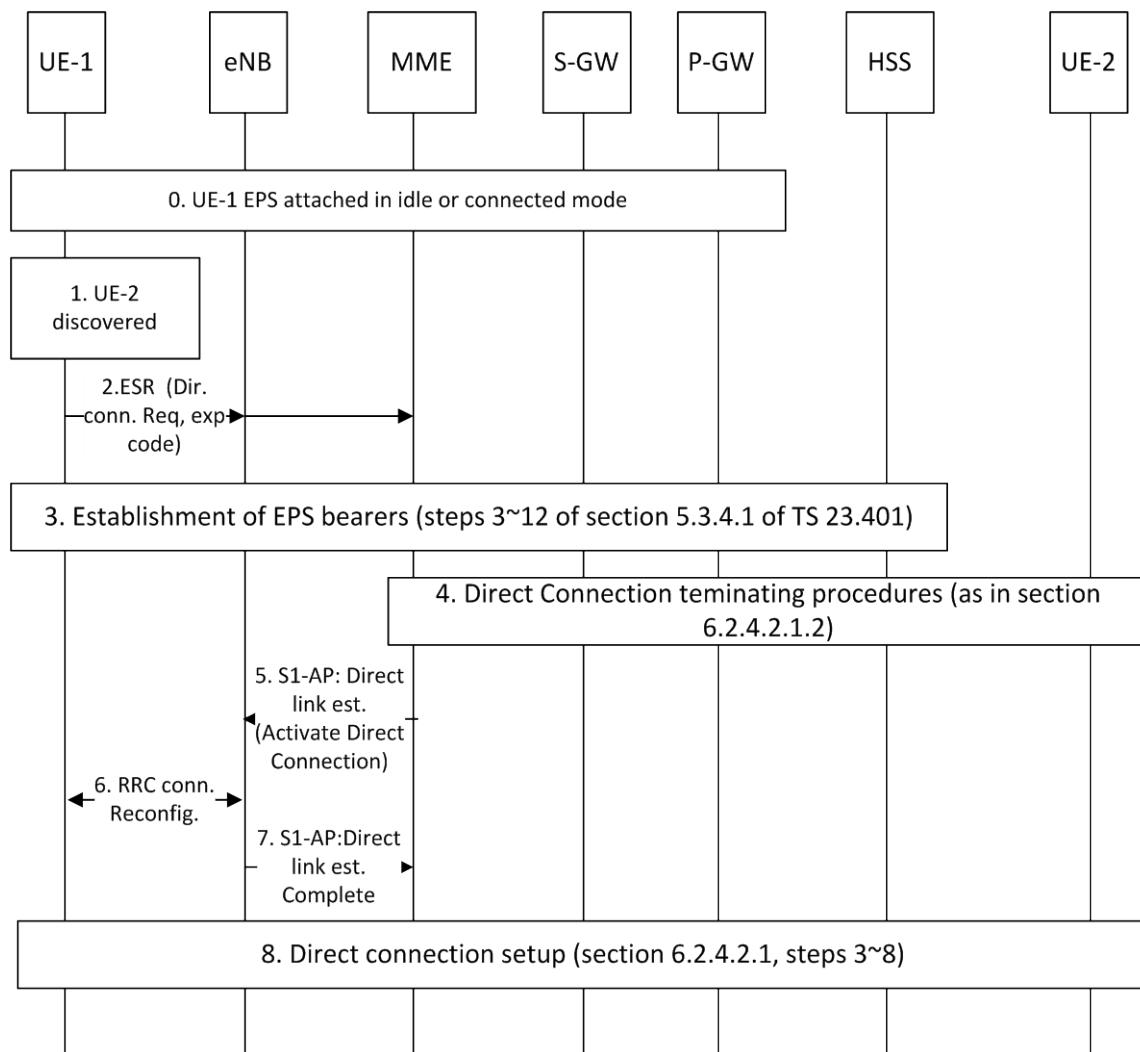 UE-1
eNB
MME
S-GW
P-GW
HSS
UE-2
0. UE-1 EPS attached in idle or connected mode
1. UE-2
discovered
2.ESR (Dir.
conn. Req, exp
code)
3. Establishment of EPS bearers (steps 3~12 of section 5.3.4.1 of TS 23.401)
4. Direct Connection teminating procedures (as in section
6.2.4.2.1.2)
5. S1-AP: Direct
link est.
(Activate Direct
Connection)
6. RRC conn.
Reconfig.
7. S1-AP:Direct
link est.
Complete
8. Direct connection setup (section 6.2.4.2.1, steps 3~8)